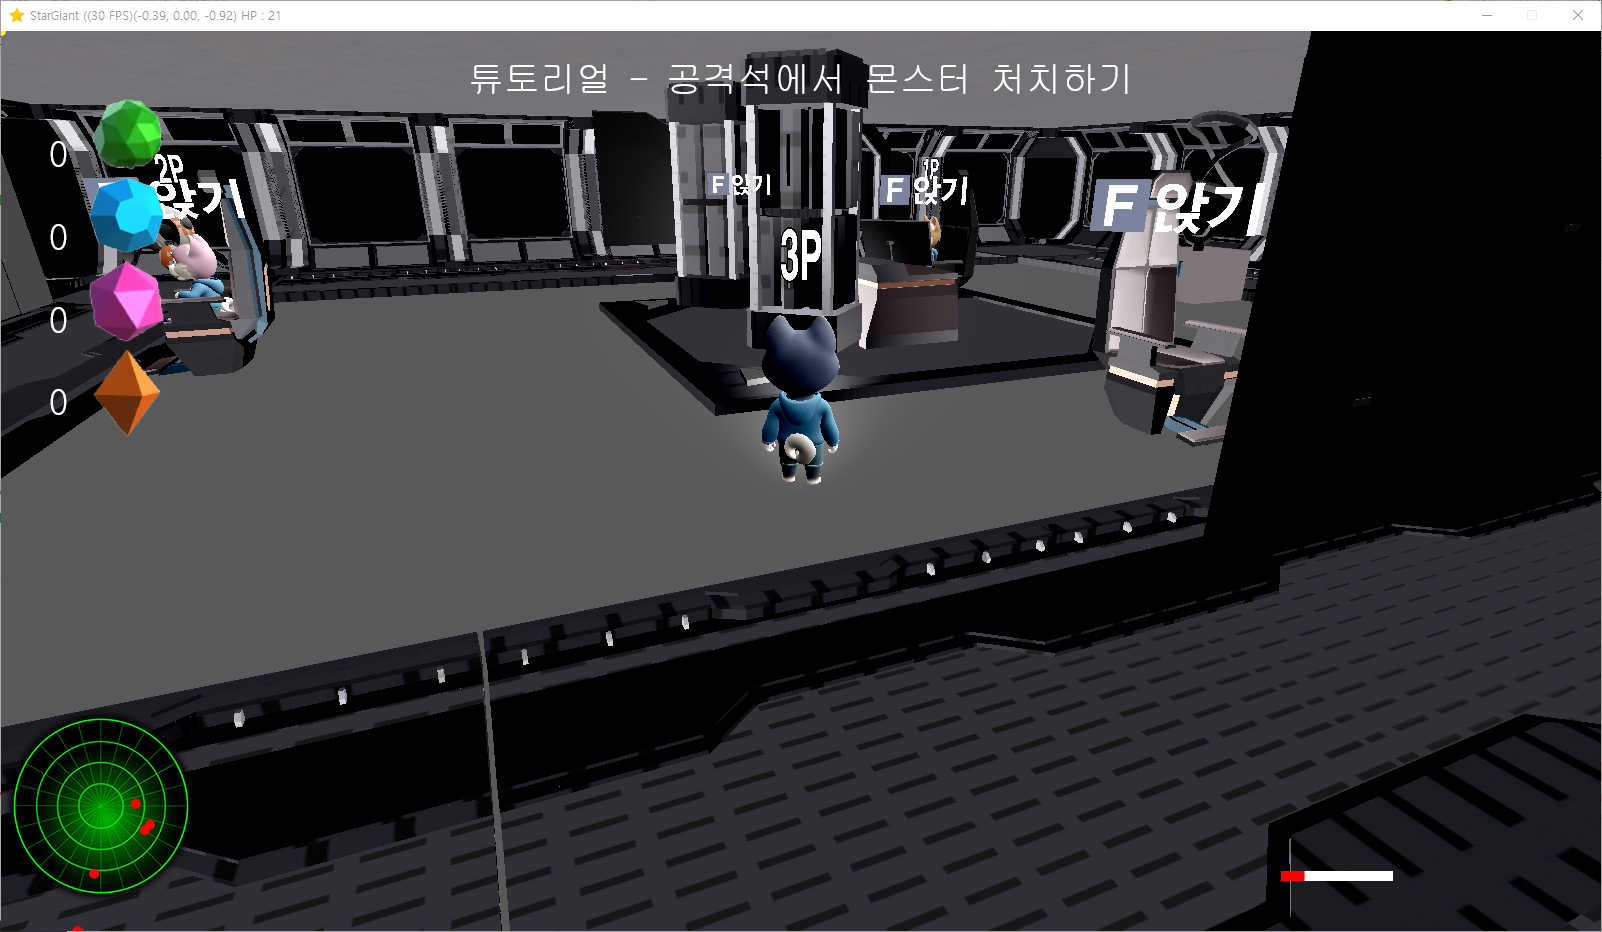 StarGiant ((30 FPS)(-0.39, 0.00, -0.92) HP : 21
튜토리얼 - 공격석에서 몬스터 처치하기
0
2P
앉기
F 앉기
1P
F 앉기
F 앉기
0
3P
0
0